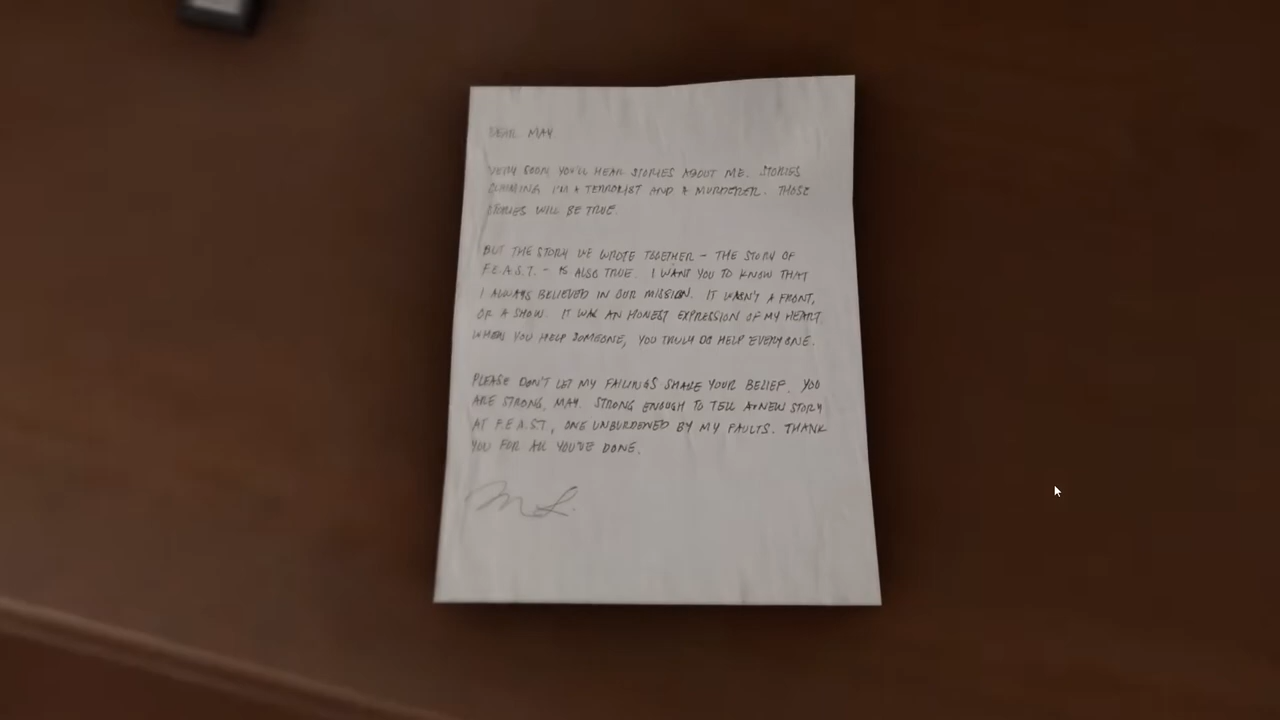 DEAR MAY
VERY SOON YOU'LL HEAR STORIES ABOUT ME. STORIES
CLAIMING I'M A TERRORIST AND A MURDERER. THOSE
STORIES WILL BE TRUE.
BUT THE STORY WE WROTE TOGETHER - THE STORY OF
F.E.A.S.T. - IS ALSO TRUE. I WANT YOU TO KNOW THAT
I ALWAYS BELIEVED IN OUR MISSION. IT WASN'T A FRONT,
OR A SHOW. IT WAS AN HONEST EXPRESSION OF MY HEART.
WHEN YOU HELP SOMEONE, YOU TRULY DO HELP EVERYONE.
PLEASE DON'T LET MY FAILINGS SHAKE YOUR BELIEF. YOU
ARE STRONG, MAY. STRONG ENOUGH TO TELL A NEW STORY
AT F.E.A.S.T., ONE UNBURDENED BY MY FAULTS. THANK
YOU FOR ALL YOU'VE DONE.
M L.